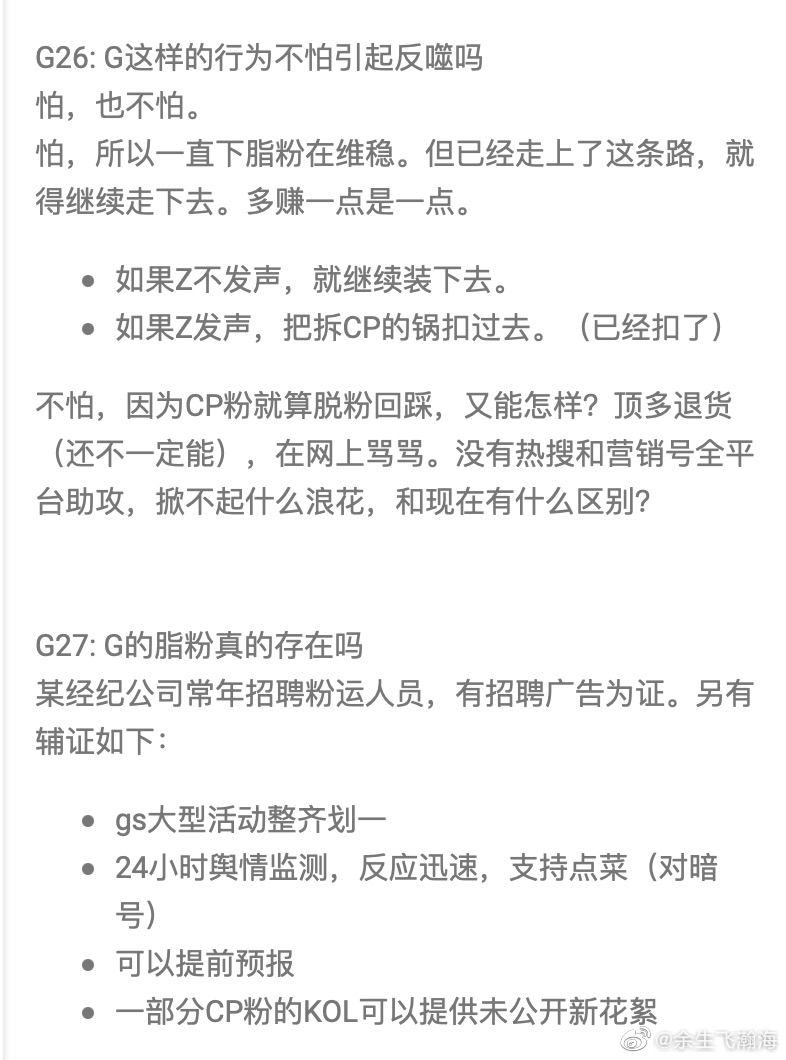 G26: G这样的行为不怕引起反噬吗
怕，也不怕。
怕，所以一直下脂粉在维稳。但已经走上了这条路，就
得继续走下去。多赚一点是一点。
• 如果Z不发声，就继续装下去。
• 如果Z发声，把拆CP的锅扣过去。（已经扣了）
不怕，因为CP粉就算脱粉回踩，又能怎样？顶多退货
（还不一定能），在网上骂骂。没有热搜和营销号全平
台助攻，掀不起什么浪花，和现在有什么区别？
G27: G的脂粉真的存在吗
某经纪公司常年招聘粉运人员，有招聘广告为证。另有
辅证如下：
• gs大型活动整齐划一
• 24小时舆情监测，反应迅速，支持点菜（对暗
号）
• 可以提前预报
• 一部分CP粉的KOL可以提供未公开新花絮
@余生飞瀚海